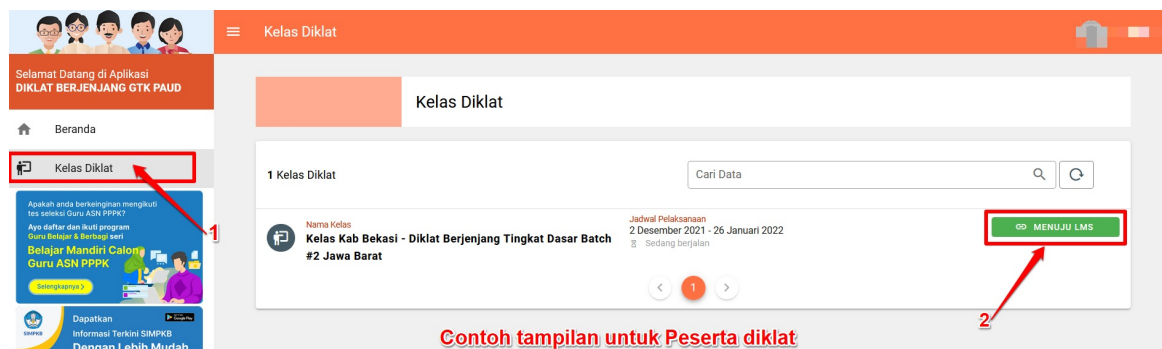 Kelas Diklat
Selamat Datang di Aplikasi
DIKLAT BERJENJANG GTK PAUD
Beranda
Kelas Diklat
1
Apakah anda berkeinginan mengikuti
tes seleksi Guru ASN PPPK?
Ayo daftar dan ikuti program
Guru Belajar & Berbagi seri
Belajar Mandiri Calon
Guru ASN PPPK
Selengkapnya >
SIMPKB
Dapatkan
Google Play
Informasi Terkini SIMPKB
Dengan Lebih Mudah
Kelas Diklat
1 Kelas Diklat
Cari Data
Nama Kelas
Kelas Kab Bekasi - Diklat Berjenjang Tingkat Dasar Batch
#2 Jawa Barat
Jadwal Pelaksanaan
2 Desember 2021 - 26 Januari 2022
Sedang berjalan
MENUJU LMS
1
2
Contoh tampilan untuk Peserta diklat